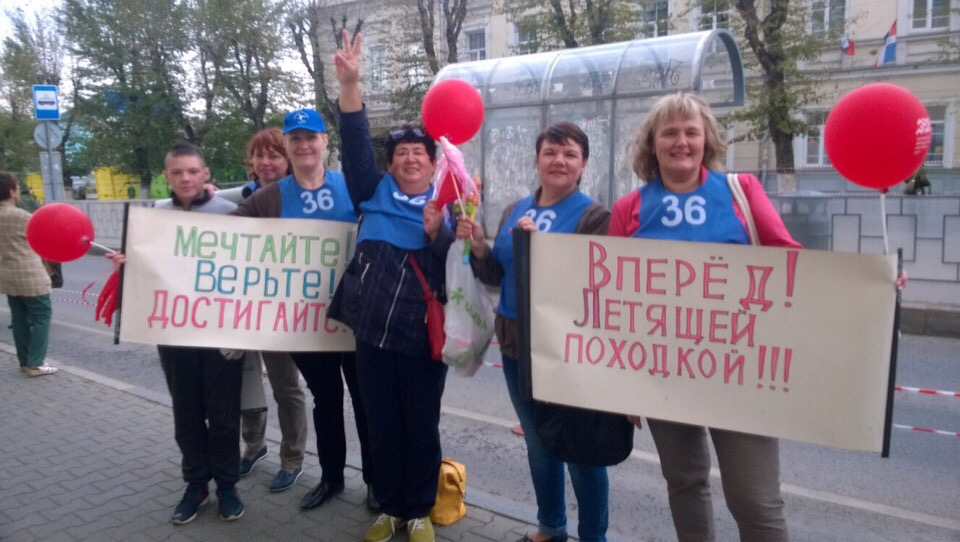 Мечтайте!
Верьте!
Достигайте!
Вперёд!
Летящей
походкой!!!
36
36
36
36